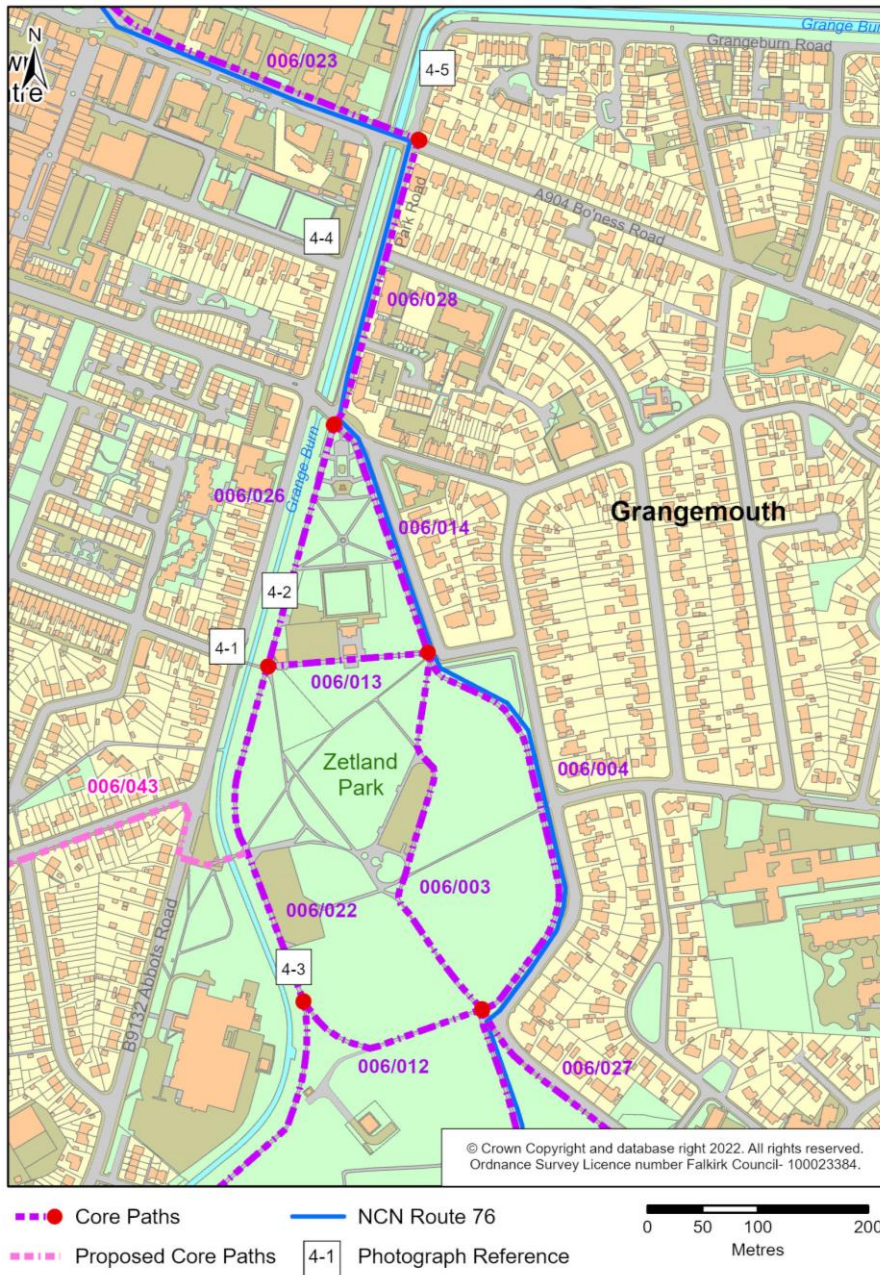 Grange Bur
Grangeburn Road
006/023
4-5
N
own
ntre
A904 Bo'ness Road
Park Road
4-4
006/028
Grange Burn
006/026
Grangemouth
006/014
4-2
4-1
006/013
Zetland
Park
006/004
006/043
006/003
006/022
4-3
B9132 Abbots Road
006/012
006/027
© Crown Copyright and database right 2022. All rights reserved.
Ordnance Survey Licence number Falkirk Council- 100023384.
Core Paths
NCN Route 76
0 50 100 200
Metres
Proposed Core Paths
4-1 Photograph Reference